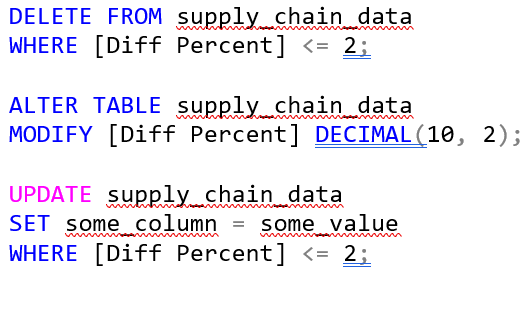 DELETE FROM supply_chain_data
WHERE [Diff Percent] <= 2;
ALTER TABLE supply_chain_data
MODIFY [Diff Percent] DECIMAL(10, 2);
UPDATE supply_chain_data
SET some_column = some_value
WHERE [Diff Percent] <= 2;